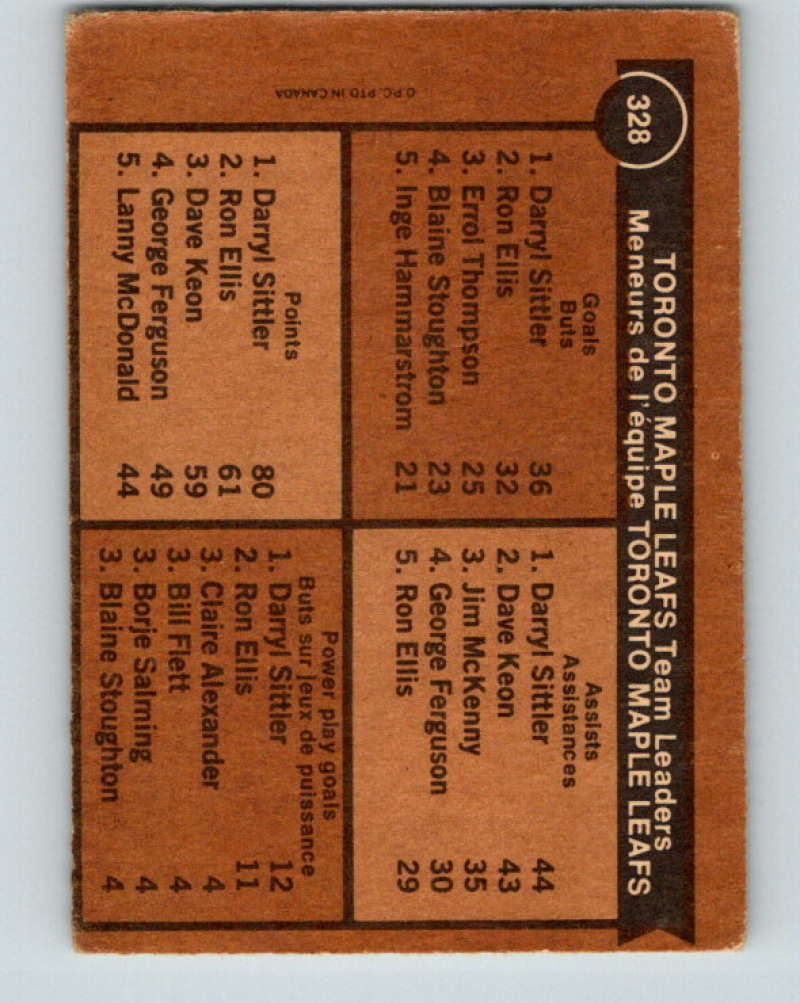 328
TORONTO MAPLE LEAFS Team Leaders
Meneurs de l'équipe TORONTO MAPLE LEAFS
Goals
Buts
1. Darryl Sittler 36
2. Ron Ellis 32
3. Errol Thompson 25
4. Blaine Stoughton 23
5. Inge Hammarstrom 21
Assists
Assistances
1. Darryl Sittler 44
2. Dave Keon 43
3. Jim McKenny 35
4. George Ferguson 30
5. Ron Ellis 29
Points
1. Darryl Sittler 80
2. Ron Ellis 61
3. Dave Keon 59
4. George Ferguson 49
5. Lanny McDonald 44
Power play goals
Buts sur jeux de puissance
1. Darryl Sittler 12
2. Ron Ellis 11
3. Claire Alexander 4
3. Bill Flett 4
3. Borje Salming 4
3. Blaine Stoughton 4
O.P.C. PTD IN CANADA